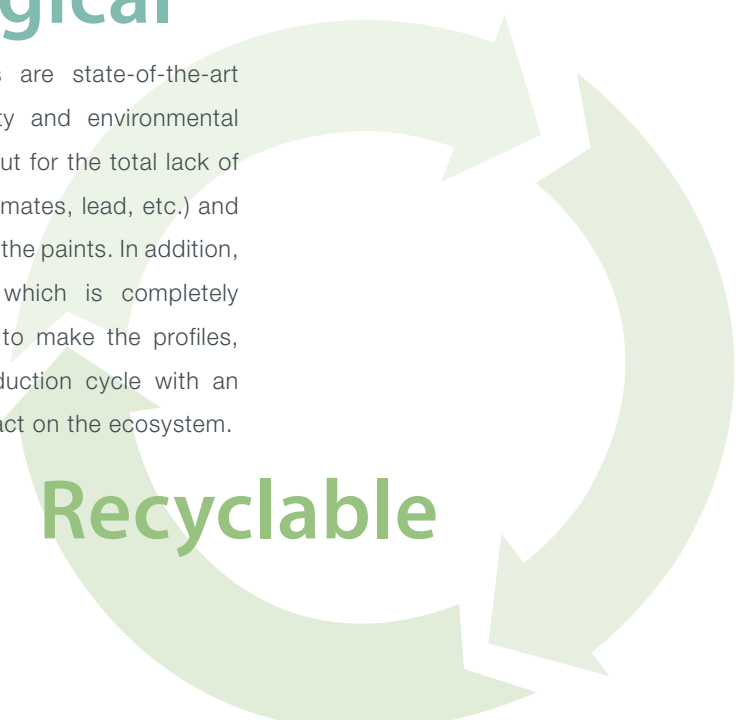 gical
s are state-of-the-art
ty and environmental
ut for the total lack of
mates, lead, etc.) and
the paints. In addition,
which is completely
to make the profiles,
duction cycle with an
act on the ecosystem.
Recyclable